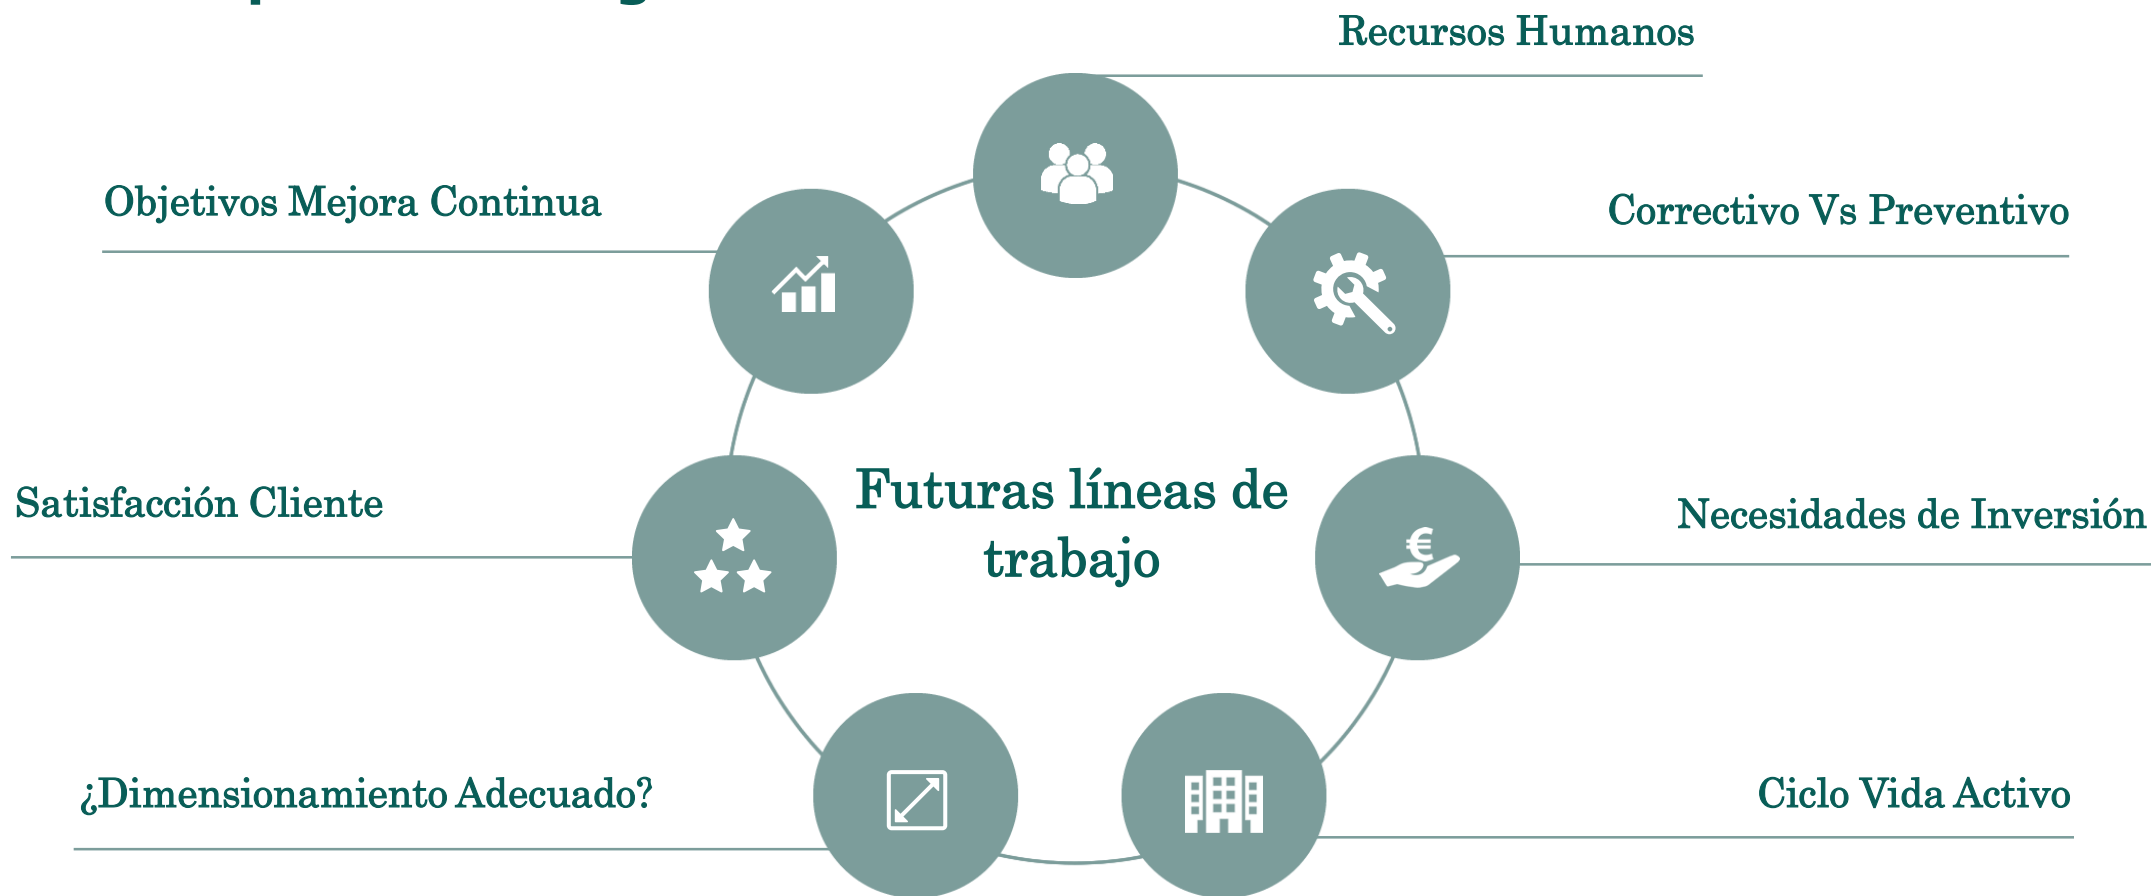 Recursos Humanos
Objetivos Mejora Continua
Correctivo Vs Preventivo
Futuras líneas de
trabajo
Satisfacción Cliente
Necesidades de Inversión
¿Dimensionamiento Adecuado?
Ciclo Vida Activo
€